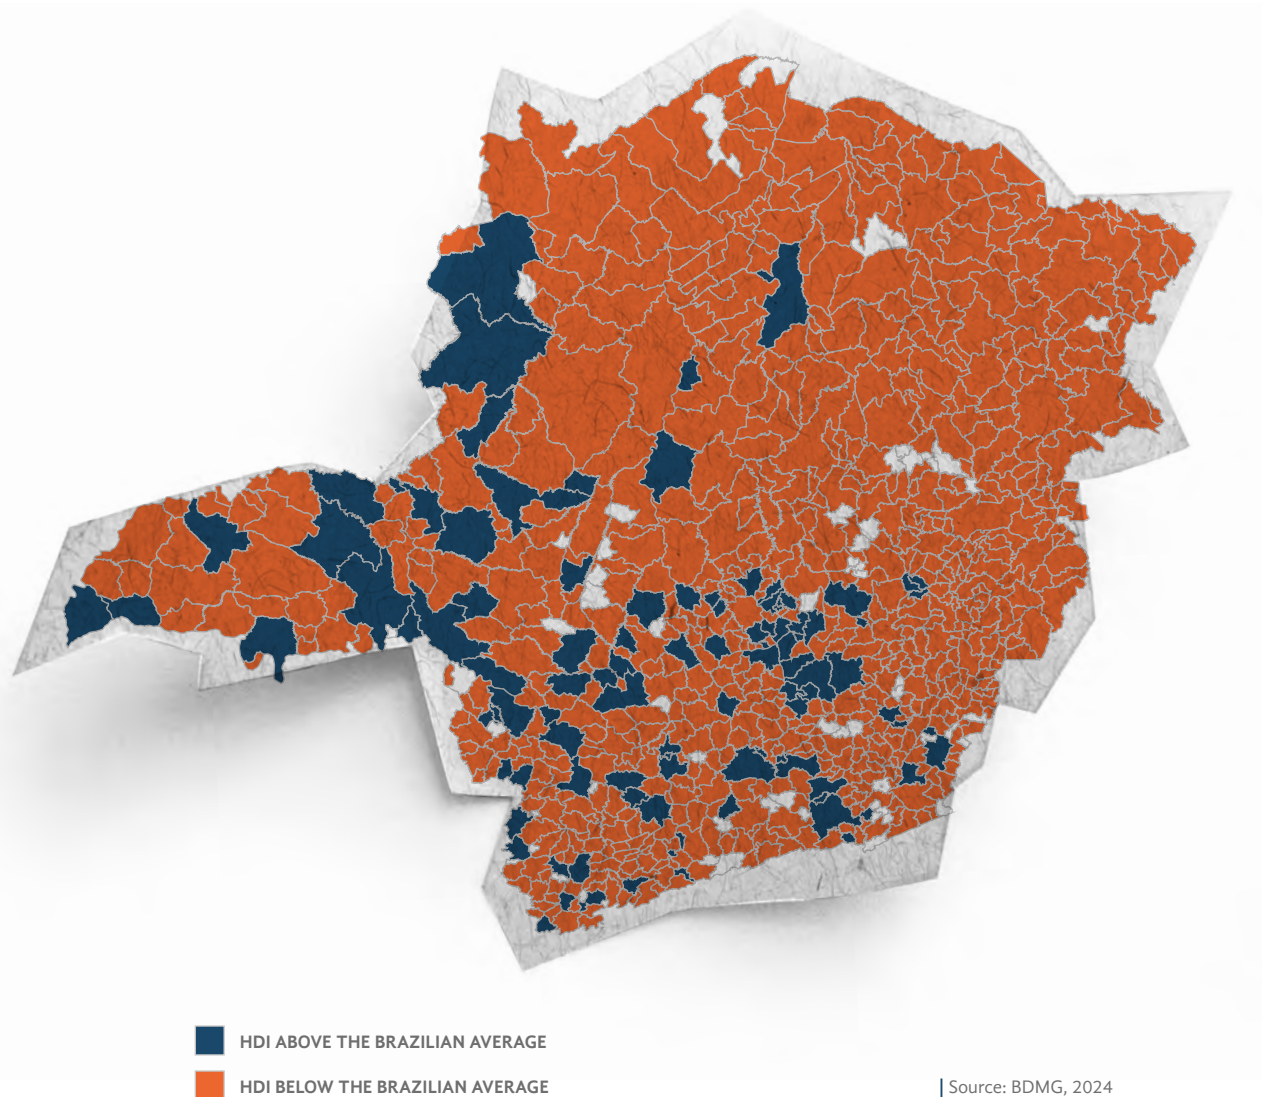 HDI ABOVE THE BRAZILIAN AVERAGE
HDI BELOW THE BRAZILIAN AVERAGE
Source: BDMG, 2024